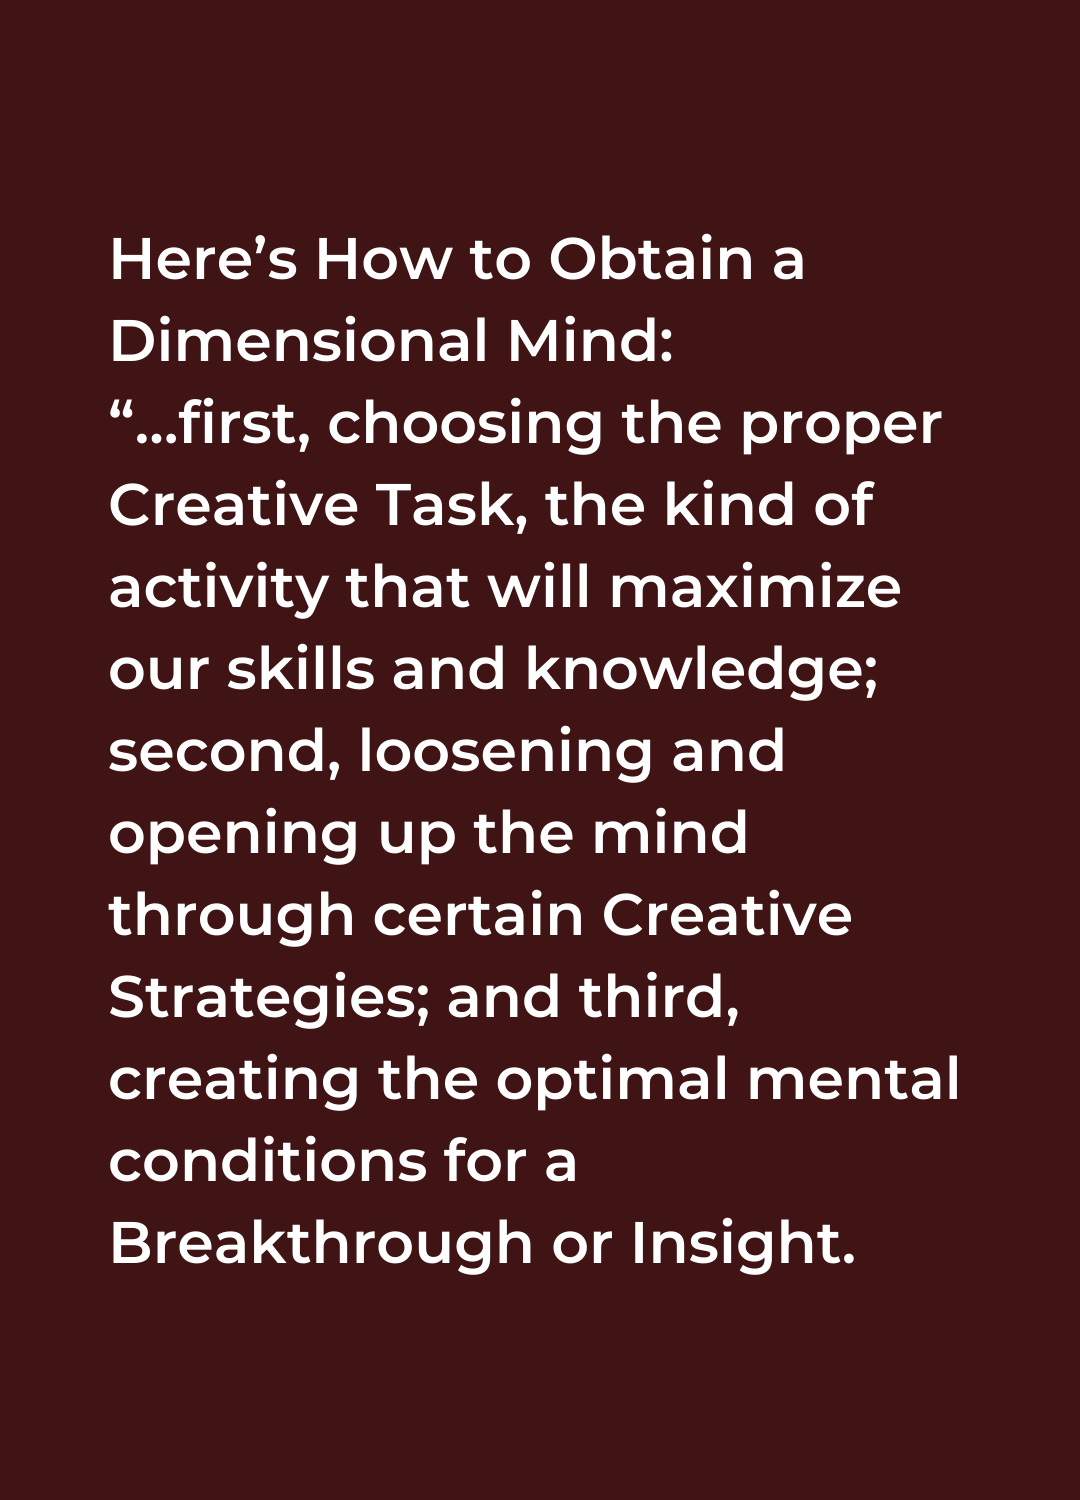 Here’s How to Obtain a
Dimensional Mind:
“...first, choosing the proper
Creative Task, the kind of
activity that will maximize
our skills and knowledge;
second, loosening and
opening up the mind
through certain Creative
Strategies; and third,
creating the optimal mental
conditions for a
Breakthrough or Insight.